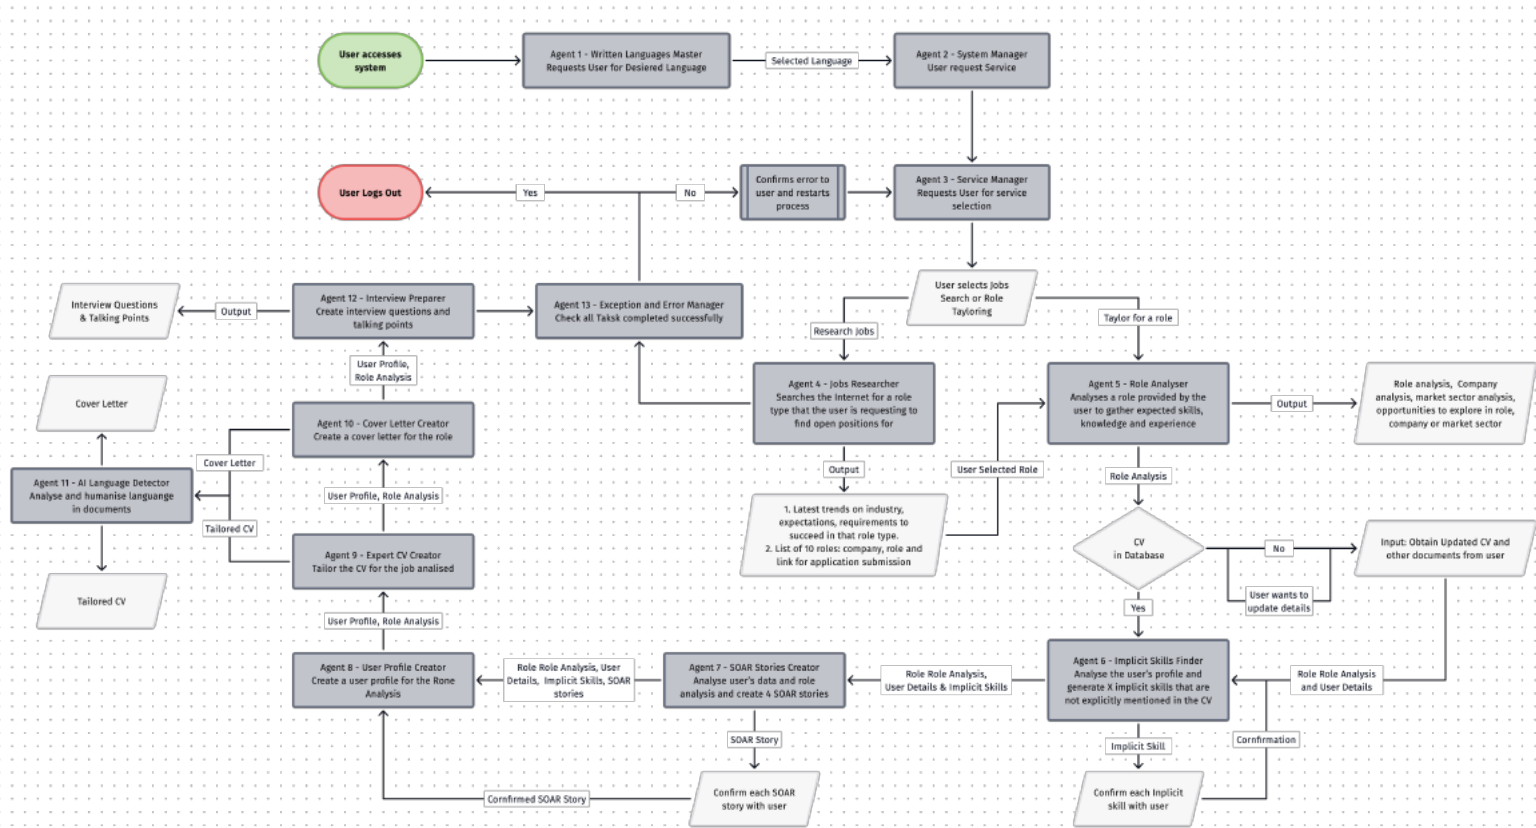 User accesses
system
Agent 1 - Written Languages Master
Requests User for Desiered Language
Selected Language
Agent 2 - System Manager
User request Service
User Logs Out
Yes
No
Confirms error to
user and restarts
process
Agent 3 - Service Manager
Requests User for service
selection
Interview Questions
& Talking Points
Output
Agent 12 - Interview Preparer
Create interview questions and
talking points
Agent 13 - Exception and Error Manager
Check all Taksk completed successfully
User selects Jobs
Search or Role
Tayloring
Research Jobs
Taylor for a role
User Profile,
Role Analysis
Cover Letter
Agent 4 - Jobs Researcher
Searches the Internet for a role
type that the user is requesting to
find open positions for
Agent 5 - Role Analyser
Analyses a role provided by the
user to gather expected skills,
knowledge and experience
Output
Role analysis, Company
analysis, market sector analysis,
opportunities to explore in role,
company or market sector
Agent 10 - Cover Letter Creator
Create a cover letter for the role
Cover Letter
Output
User Selected Role
Role Analysis
Agent 11 - AI Language Detector
Analyse and humanise languange
in documents
User Profile, Role Analysis
Tailored CV
1. Latest trends on industry,
expectations, requirements to
succeed in that role type.
2. List of 10 roles: company, role and
link for application submission
CV
in Database
No
Input: Obtain Updated CV and
other documents from user
Agent 9 - Expert CV Creator
Tailor the CV for the job analised
Tailored CV
User wants to
update details
Yes
User Profile, Role Analysis
Agent 8 - User Profile Creator
Create a user profile for the Rone
Analysis
Role Role Analysis, User
Details, Implicit Skills, SOAR
stories
Agent 7 - SOAR Stories Creator
Analyse user's data and role
analysis and create 4 SOAR stories
Role Role Analysis,
User Details & Implicit Skills
Agent 6 - Implicit Skills Finder
Analyse the user's profile and
generate X implicit skills that are
not explicitly mentioned in the CV
Role Role Analysis
and User Details
SOAR Story
Implicit Skill
Cornfirmation
Cornfirmed SOAR Story
Confirm each SOAR
story with user
Confirm each Inplicit
skill with user